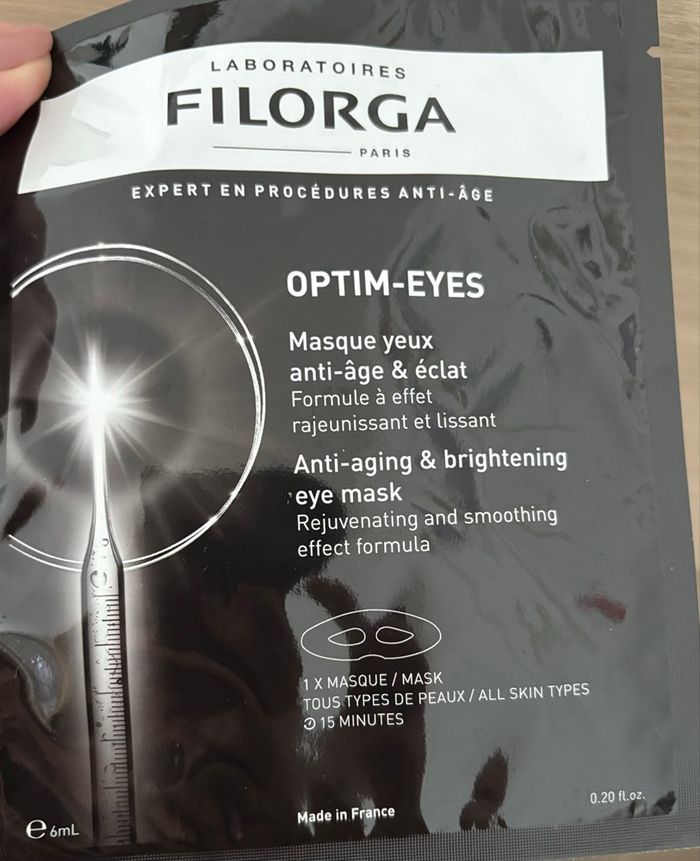 LABORATOIRES
FILORGA
PARIS
EXPERT EN PROCÉDURES ANTI-ÂGE
OPTIM-EYES
Masque yeux
anti-âge & éclat
Formule à effet
rajeunissant et lissant
Anti-aging & brightening
eye mask
Rejuvenating and smoothing
effect formula
1 X MASQUE / MASK
TOUS TYPES DE PEAUX / ALL SKIN TYPES
15 MINUTES
℮ 6mL
Made in France
0.20 fl.oz.